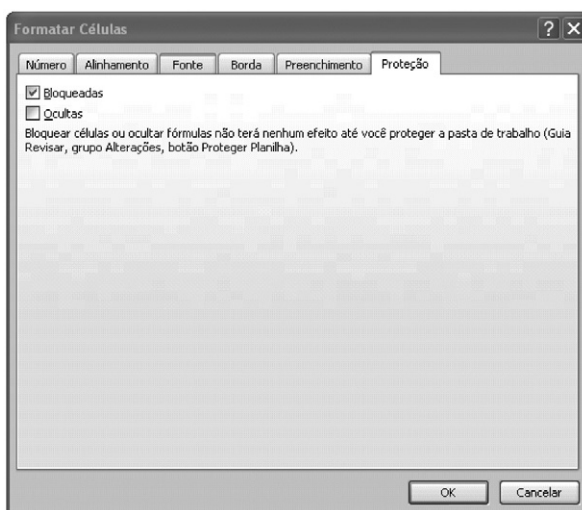 Formatar Células
Número Alinhamento Fonte Borda Preenchimento Proteção
Bloqueadas
Ocultas
Bloquear células ou ocultar fórmulas não terá nenhum efeito até você proteger a pasta de trabalho (Guia
Revisar, grupo Alterações, botão Proteger Planilha).
OK Cancelar